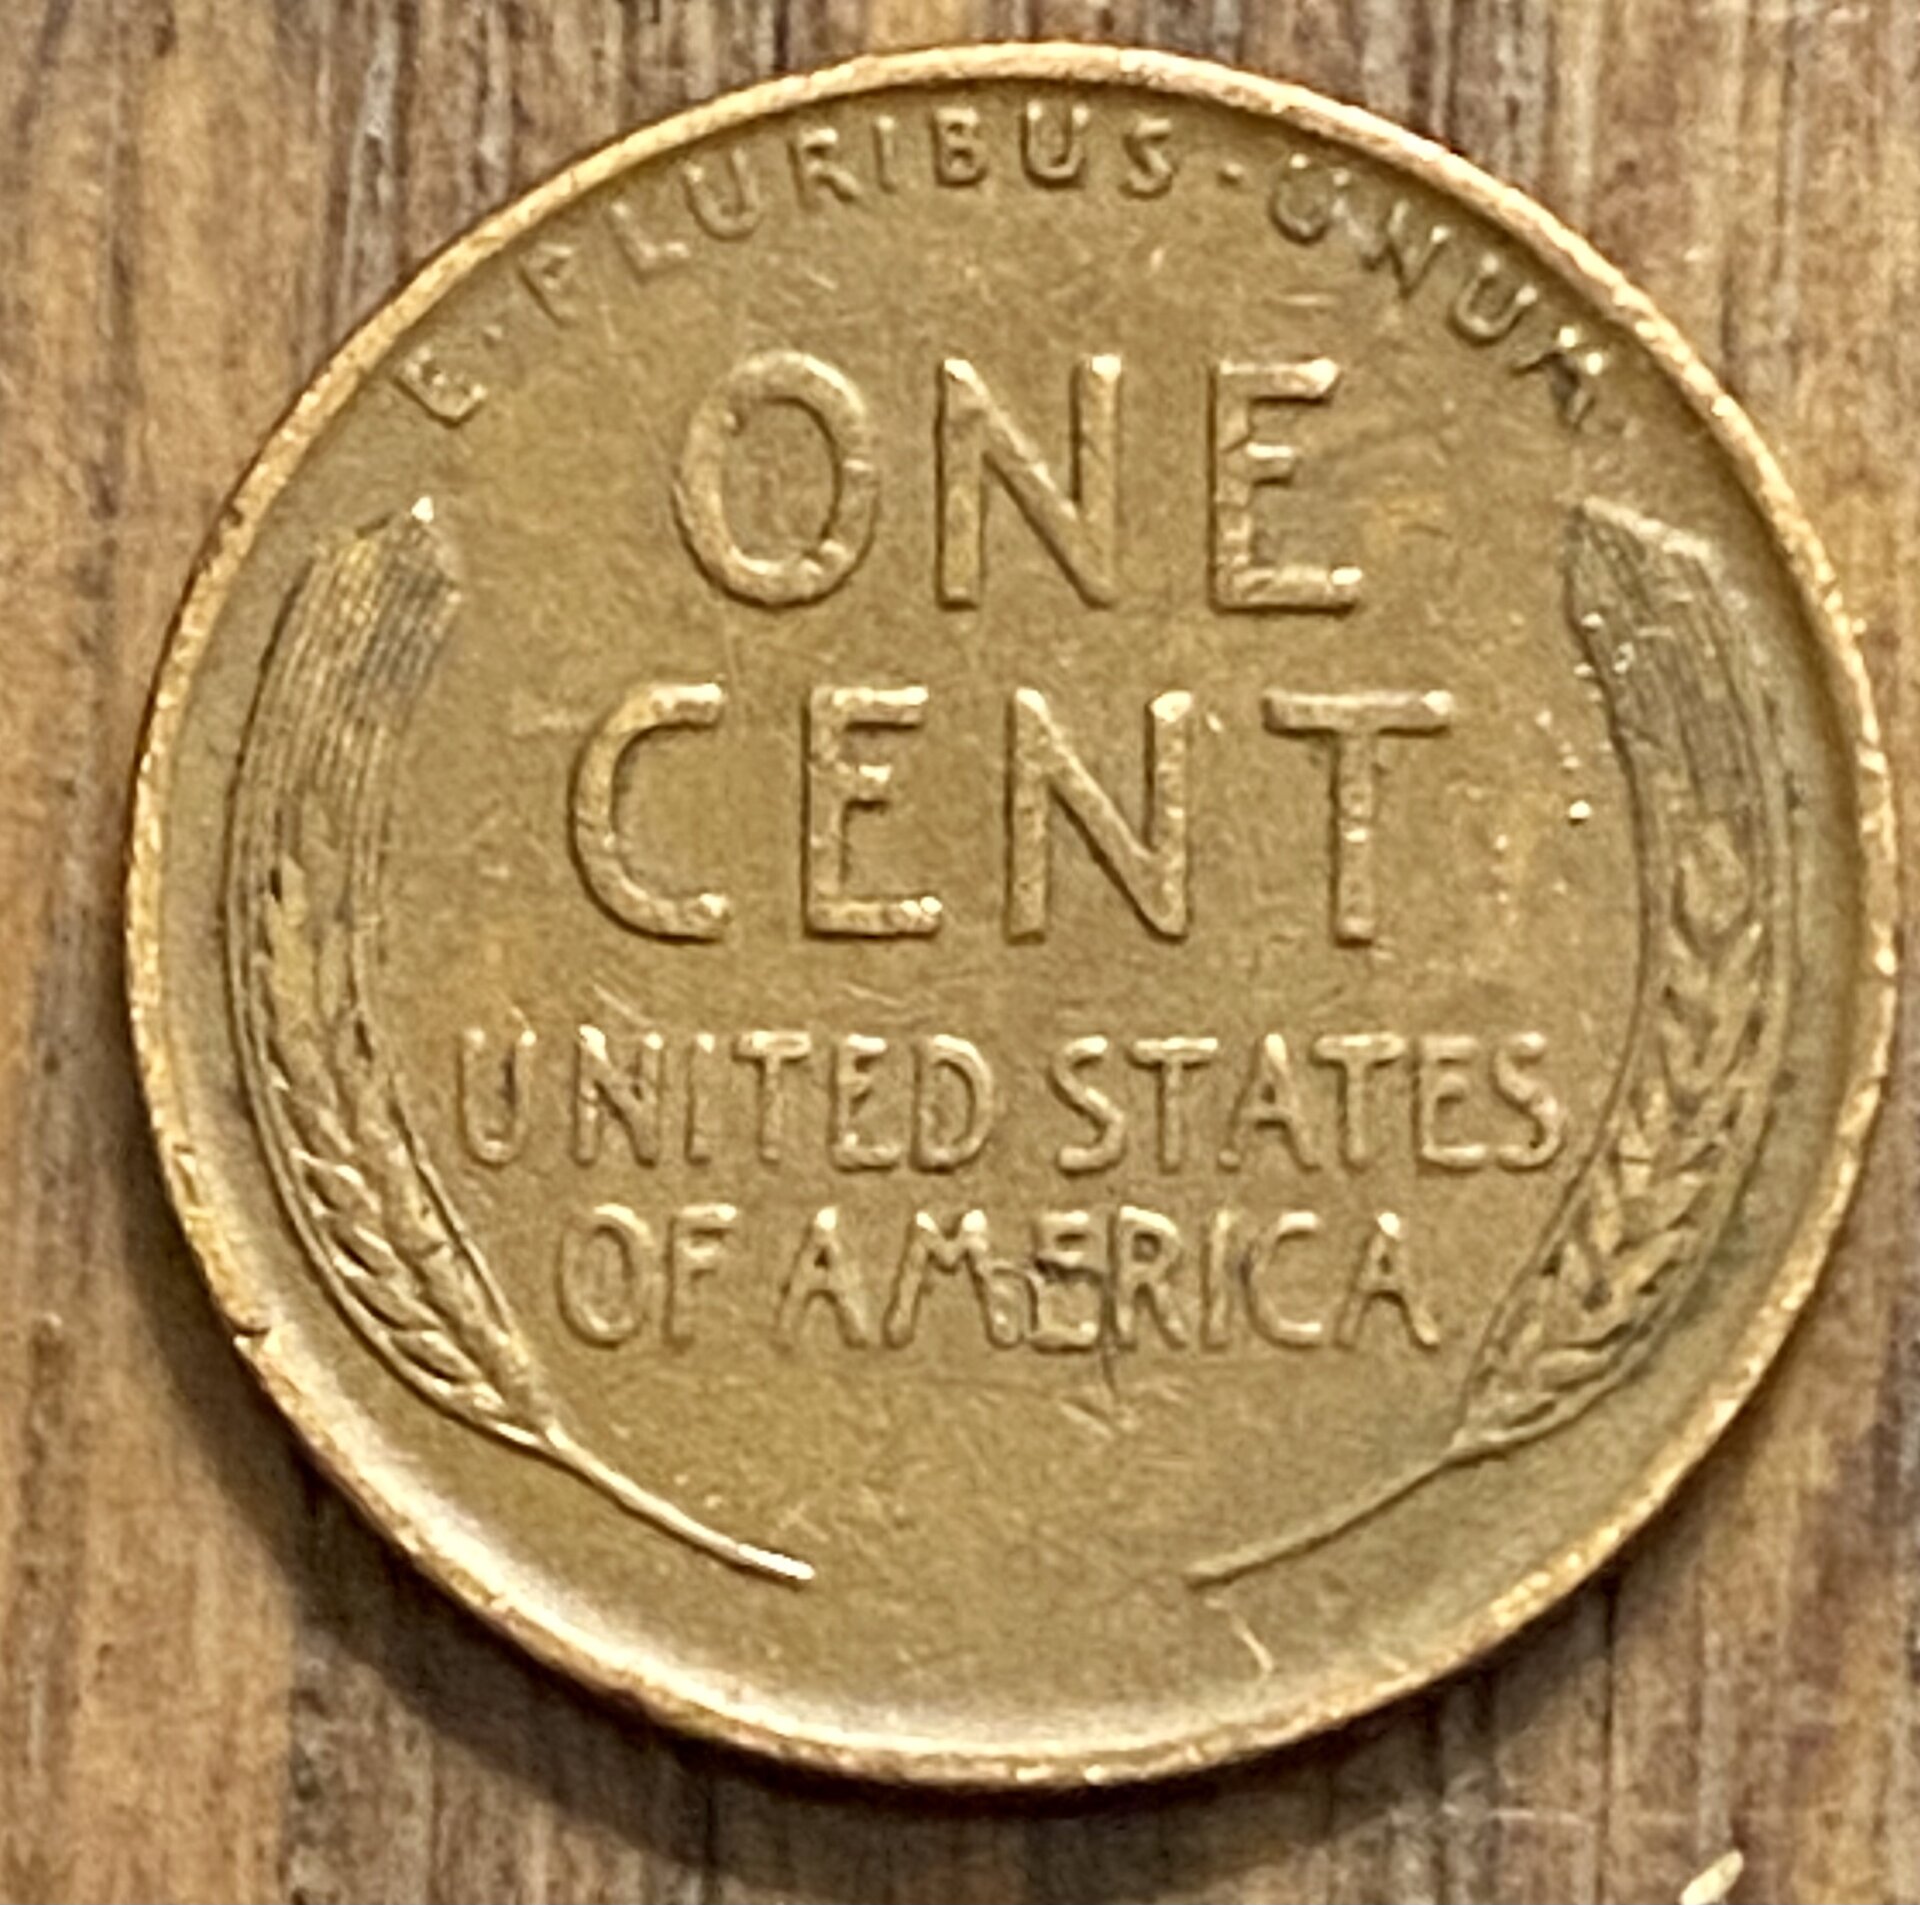 E·PLURIBUS·UNUM
ONE
CENT
UNITED STATES
OF AMERICA